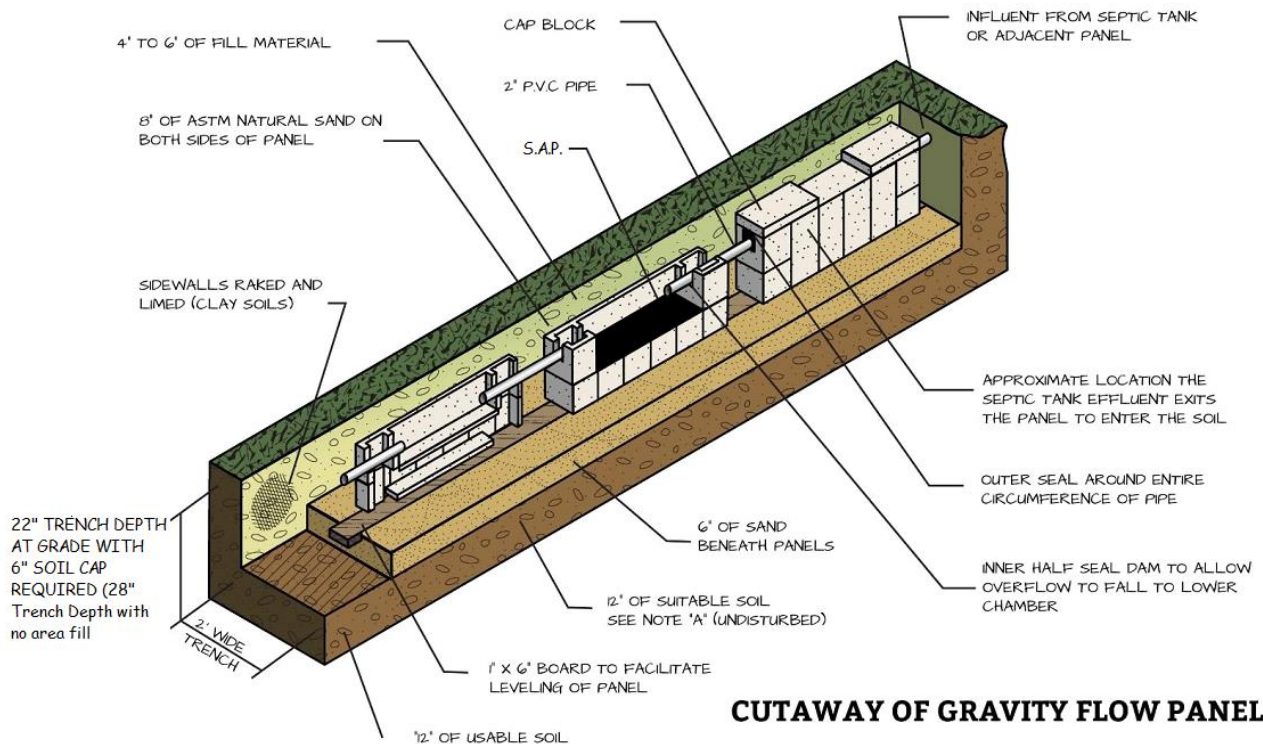 INFLUENT FROM SEPTIC TANK
OR ADJACENT PANEL
CAP BLOCK
4" TO 6" OF FILL MATERIAL
2" P.V.C PIPE
8" OF ASTM NATURAL SAND ON
BOTH SIDES OF PANEL
S.A.P.
SIDEWALLS RAKED AND
LIMED (CLAY SOILS)
APPROXIMATE LOCATION THE
SEPTIC TANK EFFLUENT EXITS
THE PANEL TO ENTER THE SOIL
OUTER SEAL AROUND ENTIRE
CIRCUMFERENCE OF PIPE
22" TRENCH DEPTH
AT GRADE WITH
6" SOIL CAP
REQUIRED (28"
Trench Depth with
no area fill
6" OF SAND
BENEATH PANELS
INNER HALF SEAL DAM TO ALLOW
OVERFLOW TO FALL TO LOWER
CHAMBER
12" OF SUITABLE SOIL
SEE NOTE "A" (UNDISTURBED)
2' WIDE
TRENCH
1" X 6" BOARD TO FACILITATE
LEVELING OF PANEL
CUTAWAY OF GRAVITY FLOW PANEL
"12" OF USABLE SOIL